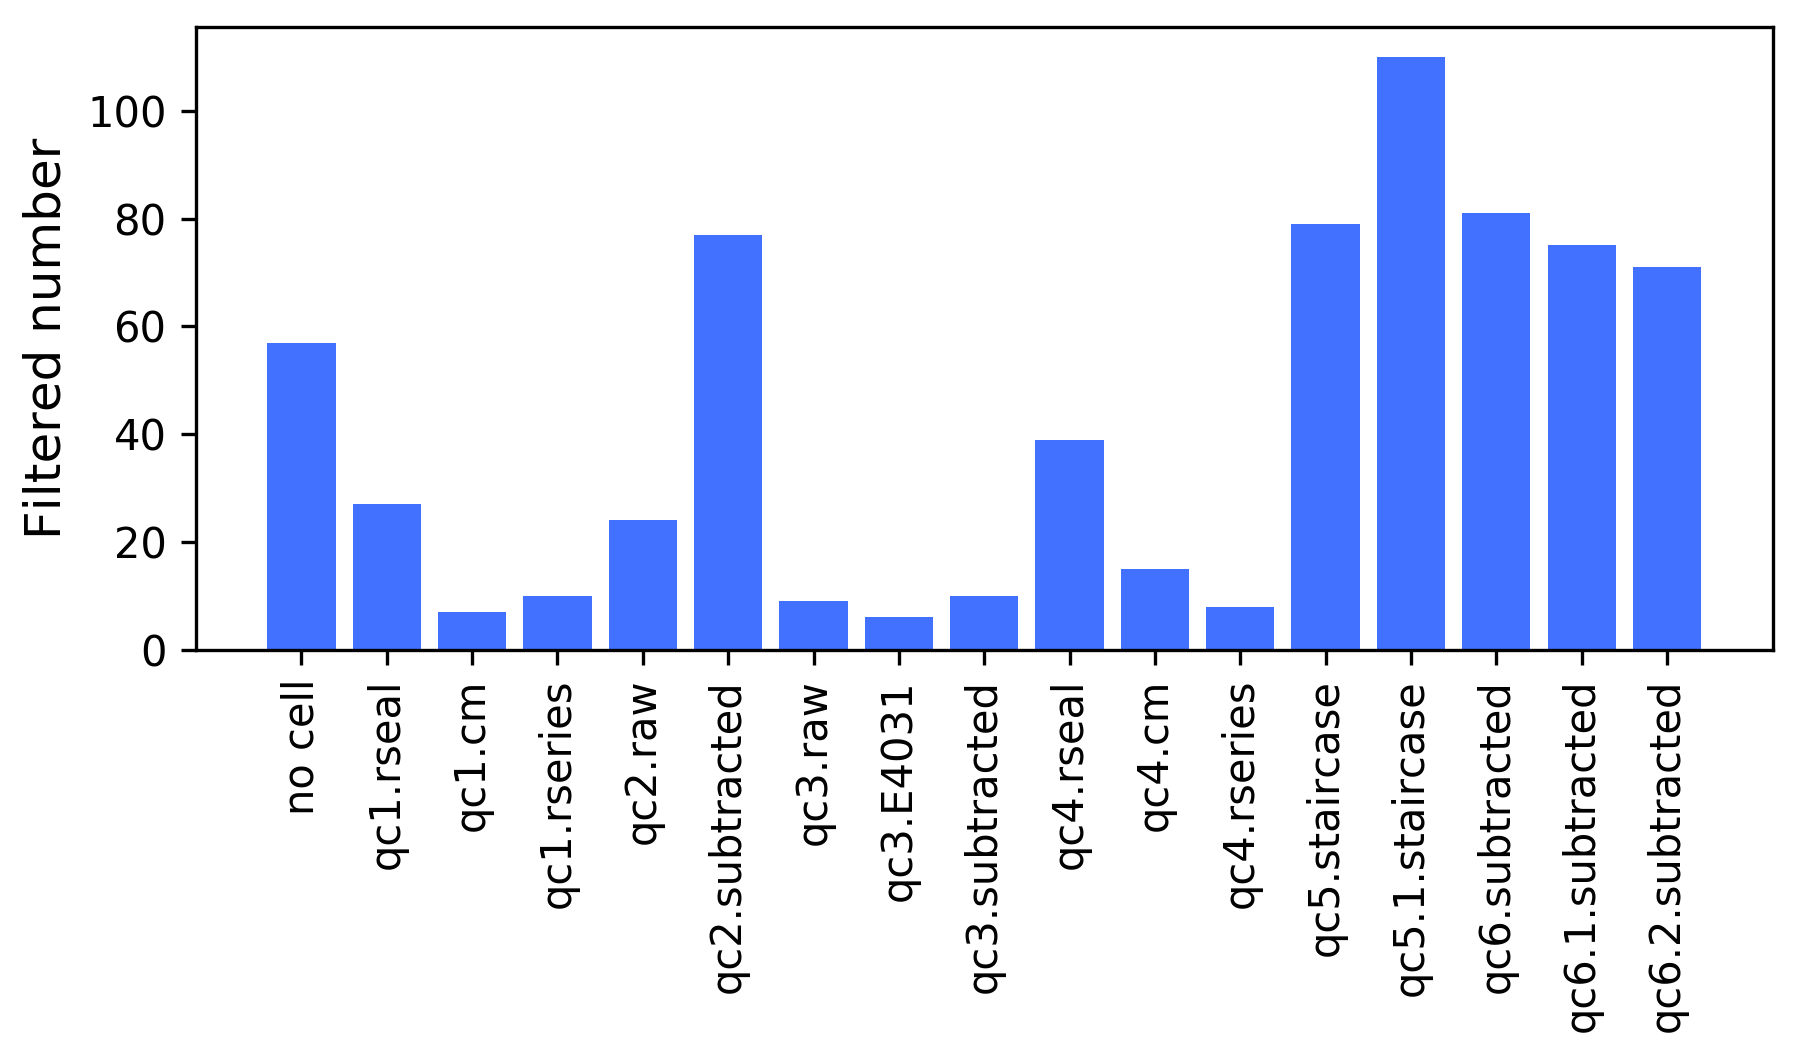 Filtered number
100
80
60
40
20
0
no cell
qc1.rseal
qc1.cm
qc1.rseries
qc2.raw
qc2.subtracted
qc3.raw
qc3.E4031
qc3.subtracted
qc4.rseal
qc4.cm
qc4.rseries
qc5.staircase
qc5.1.staircase
qc6.subtracted
qc6.1.subtracted
qc6.2.subtracted